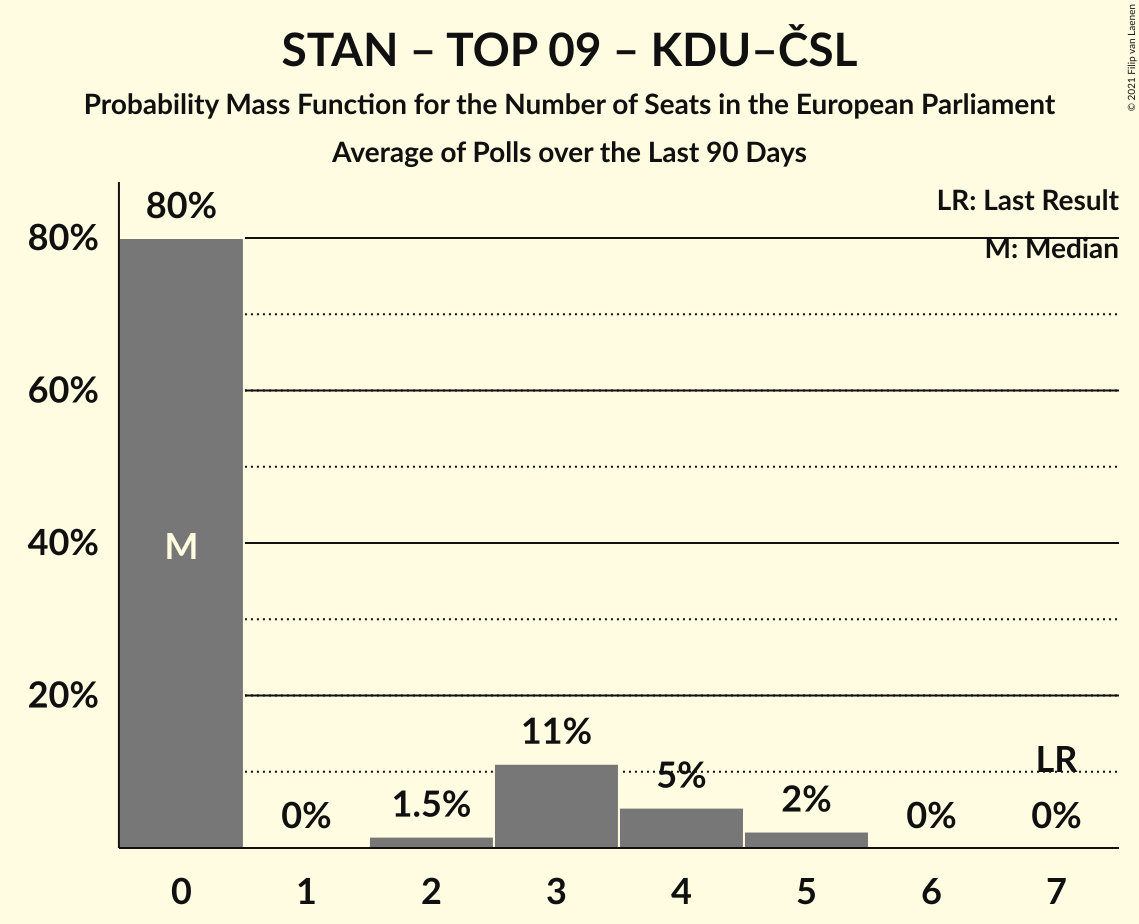 STAN – TOP 09 – KDU–ČSL
Probability Mass Function for the Number of Seats in the European Parliament
Average of Polls over the Last 90 Days
© 2021 Filip van Laenen
LR: Last Result
M: Median
80%
60%
40%
20%
80%
M
0%
1.5%
11%
5%
2%
0%
LR
0%
0 1 2 3 4 5 6 7